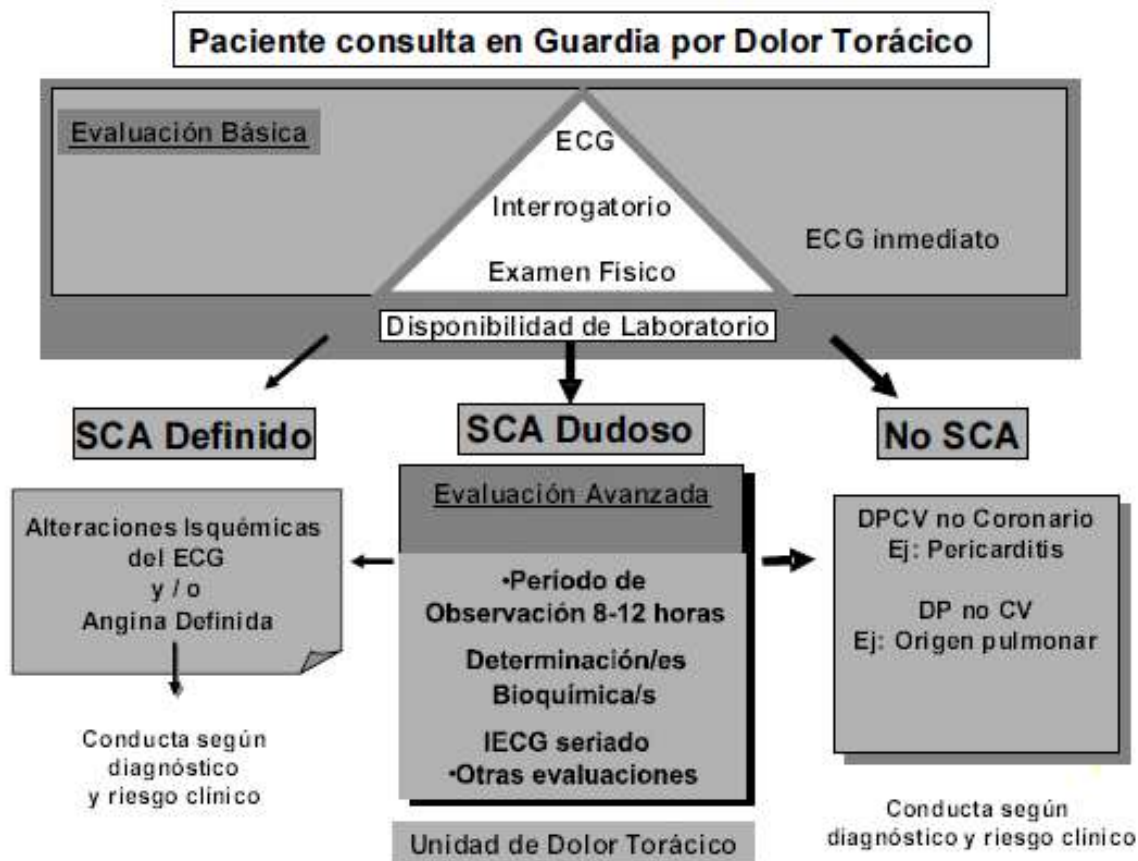 Paciente consulta en Guardia por Dolor Torácico
Evaluación Básica
ECG
Interrogatorio
Examen Físico
ECG inmediato
Disponibilidad de Laboratorio
SCA Definido
SCA Dudoso
No SCA
Alteraciones Isquémicas
del ECG
y / o
Angina Definida
Conducta según
diagnóstico
y riesgo clínico
Evaluación Avanzada
•Período de
Observación 8-12 horas
Determinación/es
Bioquímica/s
IECG seriado
•Otras evaluaciones
Unidad de Dolor Torácico
DPCV no Coronario
Ej: Pericarditis
DP no CV
Ej: Origen pulmonar
Conducta según
diagnóstico y riesgo clínico